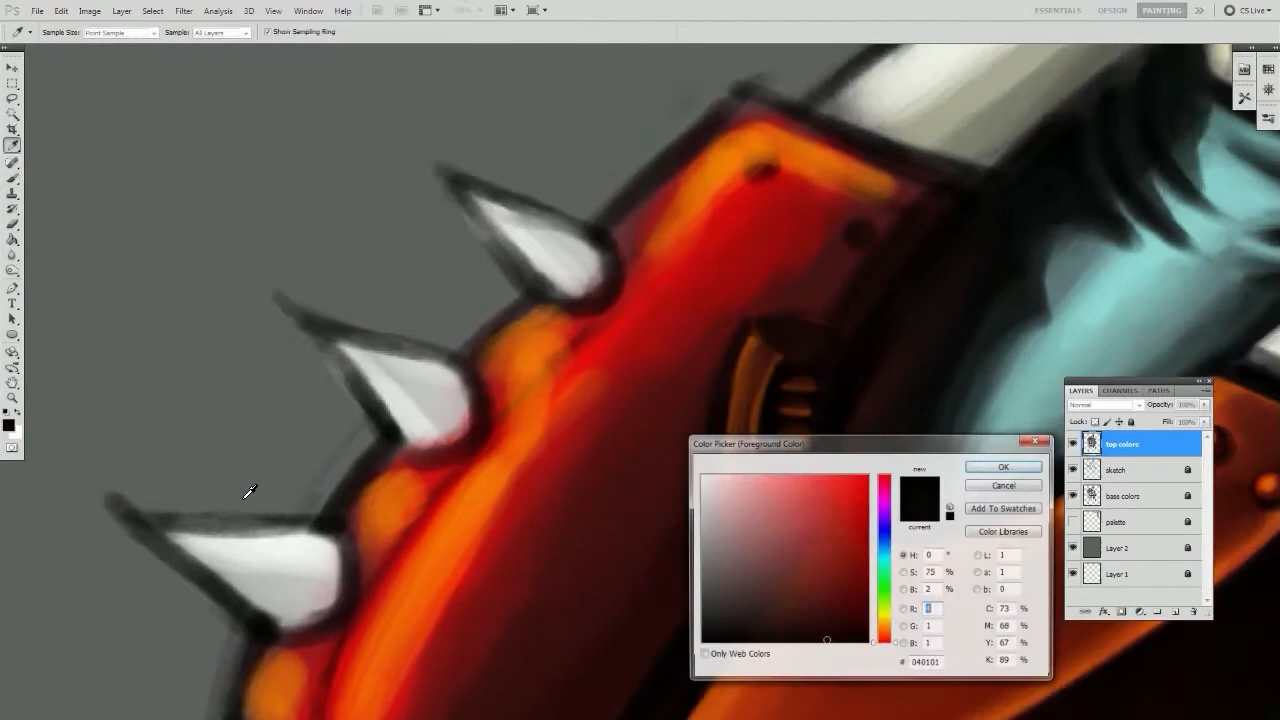 Ps File Edit Image Layer Select Filter Analysis 3D View Window Help ESSENTIALS DESIGN PAINTING CS Live
Sample Size: Point Sample Sample: All Layers Show Sampling Ring
LAYERS CHANNELS PATHS
Normal Opacity: 100%
Lock: Fill: 100%
top colors
sketch
base colors
palette
Layer 2
Layer 1
Color Picker (Foreground Color)
new
current
OK
Cancel
Add To Swatches
Color Libraries
H: 0 ° L: 1
S: 75 % a: 1
B: 2 % b: 0
R: 4 C: 73 %
G: 1 M: 68 %
B: 1 Y: 67 %
# 040101 K: 89 %
Only Web Colors